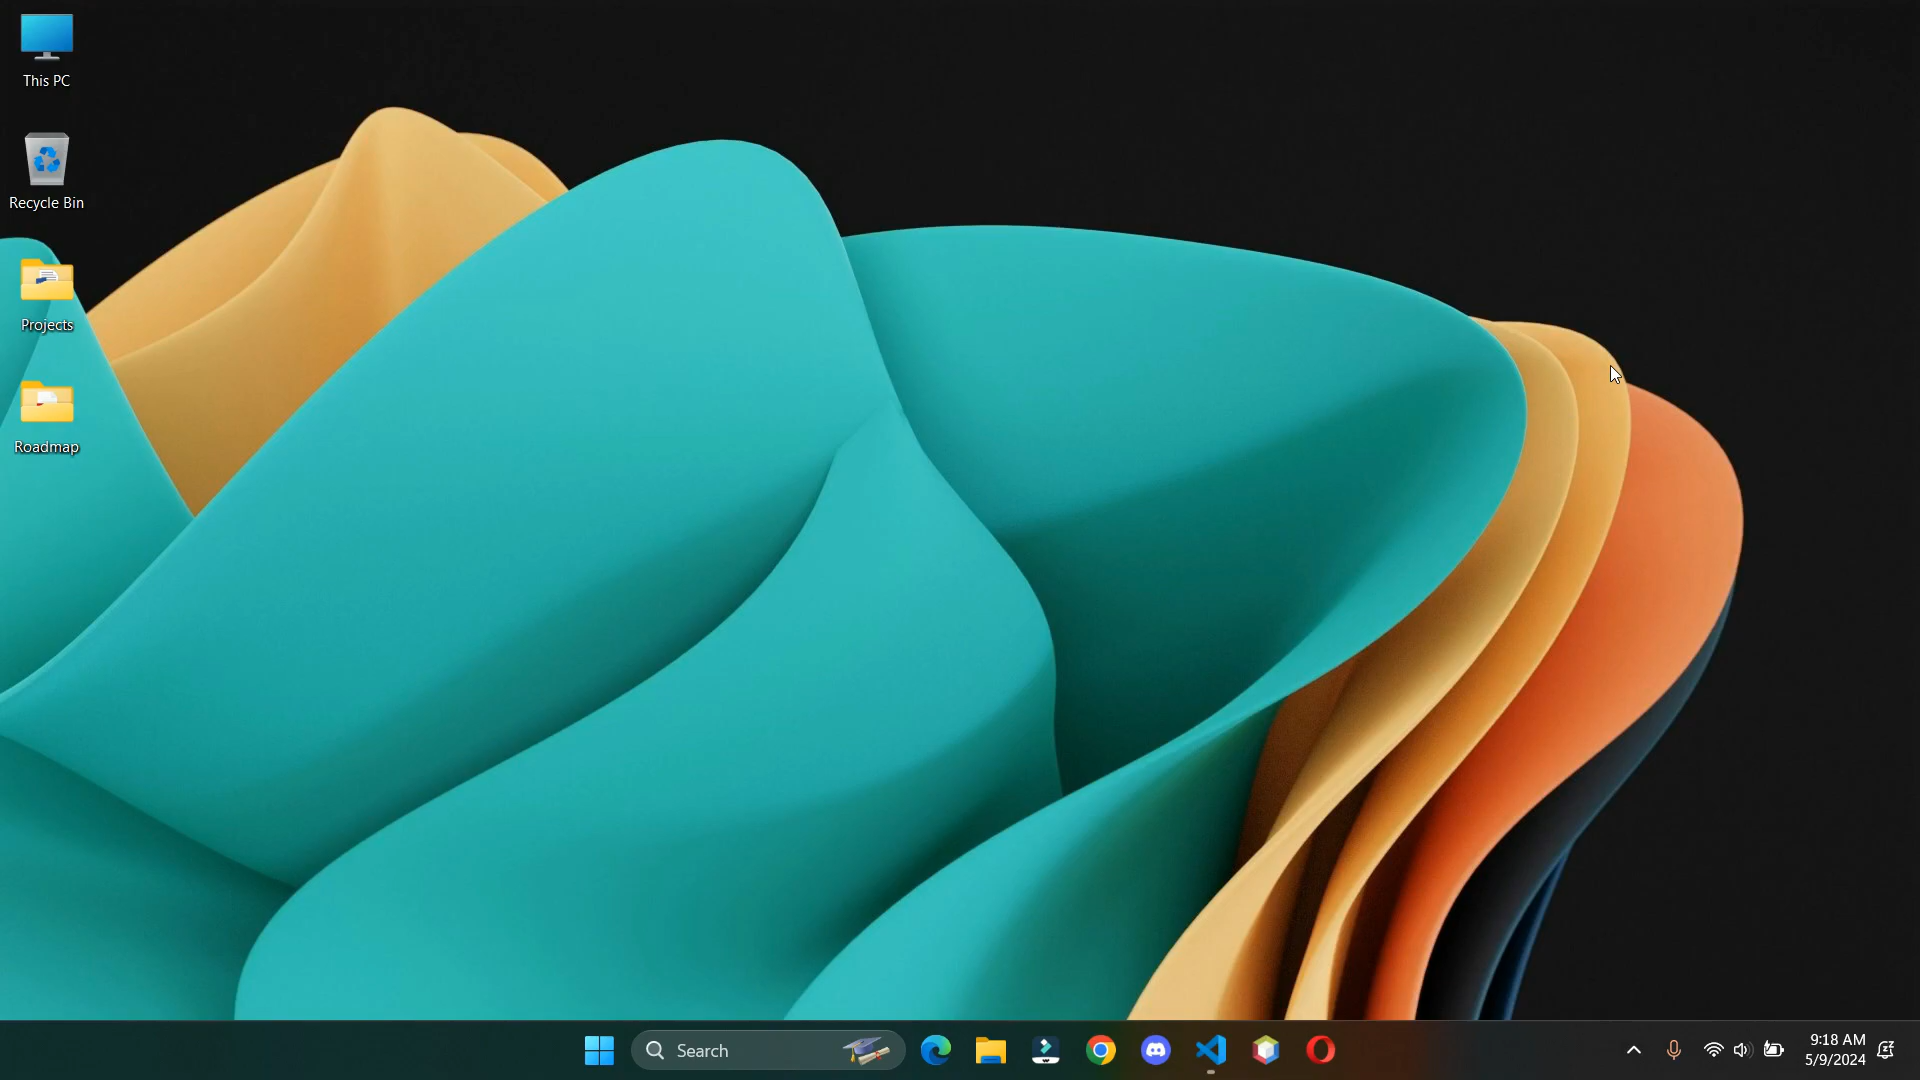 This PC
Recycle Bin
Projects
Roadmap
Search
9:18 AM
5/9/2024